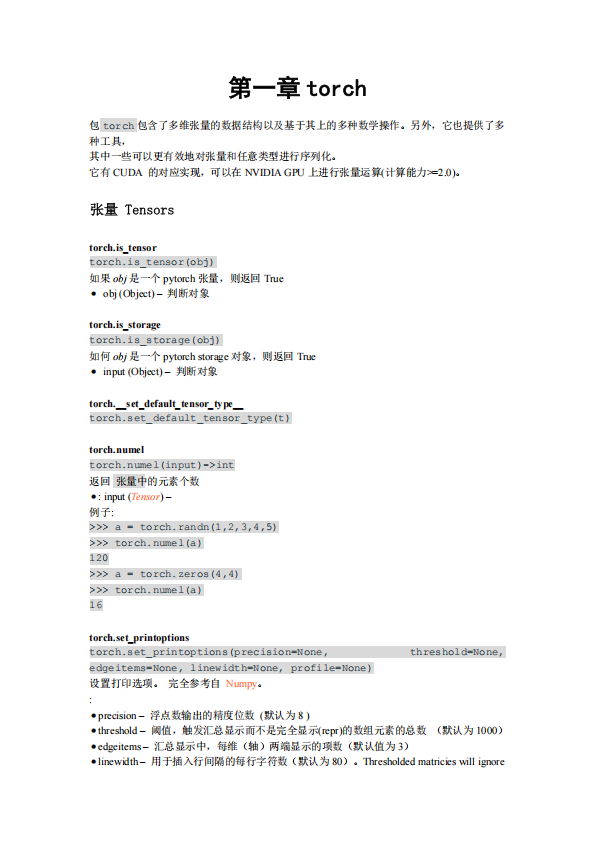 第一章 torch
包 torch 包含了多维张量的数据结构以及基于其上的多种数学操作。另外，它也提供了多
种工具，
其中一些可以更有效地对张量和任意类型进行序列化。
它有 CUDA 的对应实现，可以在 NVIDIA GPU 上进行张量运算(计算能力>=2.0)。
张量 Tensors
torch.is_tensor
torch.is_tensor(obj)
如果 obj 是一个 pytorch 张量，则返回 True
● obj (Object) – 判断对象
torch.is_storage
torch.is_storage(obj)
如何 obj 是一个 pytorch storage 对象，则返回 True
● input (Object) – 判断对象
torch.__set_default_tensor_type__
torch.set_default_tensor_type(t)
torch.numel
torch.numel(input)->int
返回 张量中的元素个数
●: input (Tensor) –
例子:
>>> a = torch.randn(1,2,3,4,5)
>>> torch.numel(a)
120
>>> a = torch.zeros(4,4)
>>> torch.numel(a)
16
torch.set_printoptions
torch.set_printoptions(precision=None, threshold=None,
edgeitems=None, linewidth=None, profile=None)
设置打印选项。 完全参考自 Numpy。
:
●precision – 浮点数输出的精度位数 (默认为 8 )
●threshold – 阈值，触发汇总显示而不是完全显示(repr)的数组元素的总数 （默认为 1000）
●edgeitems – 汇总显示中，每维（轴）两端显示的项数（默认值为 3）
●linewidth – 用于插入行间隔的每行字符数（默认为 80）。Thresholded matricies will ignore